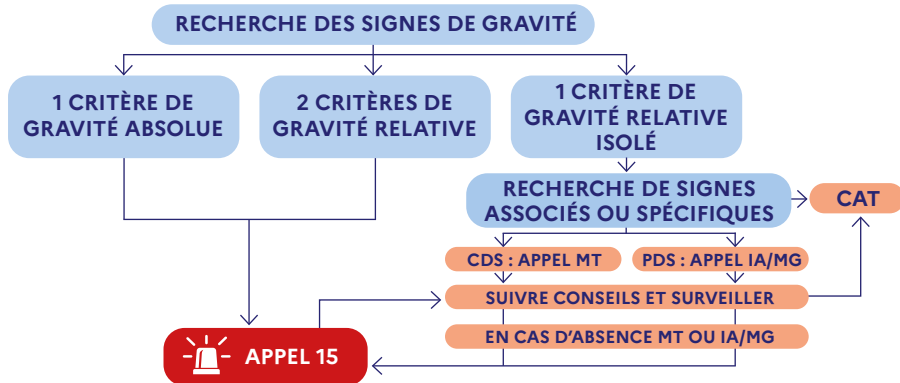 RECHERCHE DES SIGNES DE GRAVITÉ
1 CRITÈRE DE
GRAVITÉ ABSOLUE
2 CRITÈRES DE
GRAVITÉ RELATIVE
1 CRITÈRE DE
GRAVITÉ RELATIVE
ISOLÉ
RECHERCHE DE SIGNES
ASSOCIÉS OU SPÉCIFIQUES
CAT
CDS : APPEL MT
PDS : APPEL IA/MG
SUIVRE CONSEILS ET SURVEILLER
EN CAS D'ABSENCE MT OU IA/MG
APPEL 15